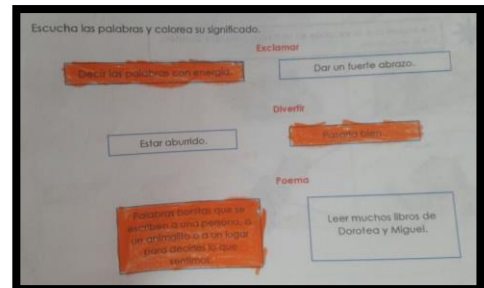 Escucha las palabras y colorea su significado.
Exclamar
Decir las palabras con energía.
Dar un fuerte abrazo.
Divertir
Estar aburrido.
Pasarlo bien.
Poema
Palabras bonitas que se
escriben a una persona, a
un animalito o a un lugar
para decirles lo que
sentimos.
Leer muchos libros de
Dorotea y Miguel.